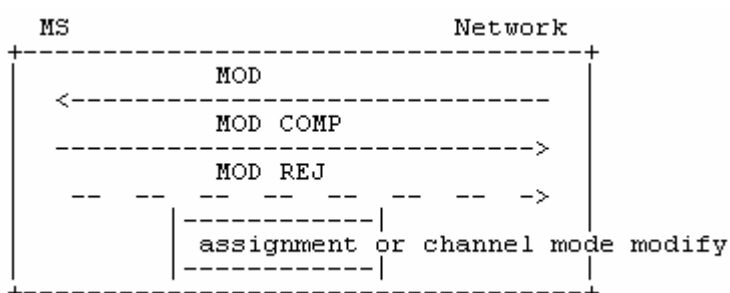 MS Network
MOD
MOD COMP
MOD REJ
assignment or channel mode modify